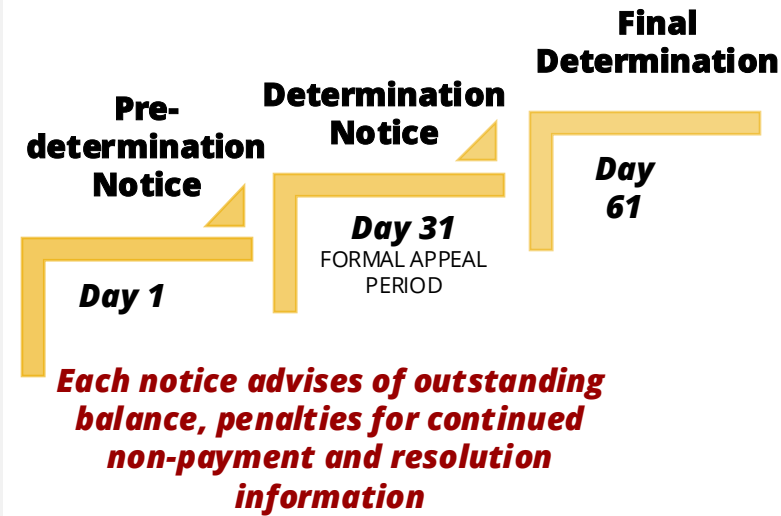 Pre-
determination
Notice
Day 1
Determination
Notice
Day 31
FORMAL APPEAL
PERIOD
Final
Determination
Day
61
Each notice advises of outstanding
balance, penalties for continued
non-payment and resolution
information